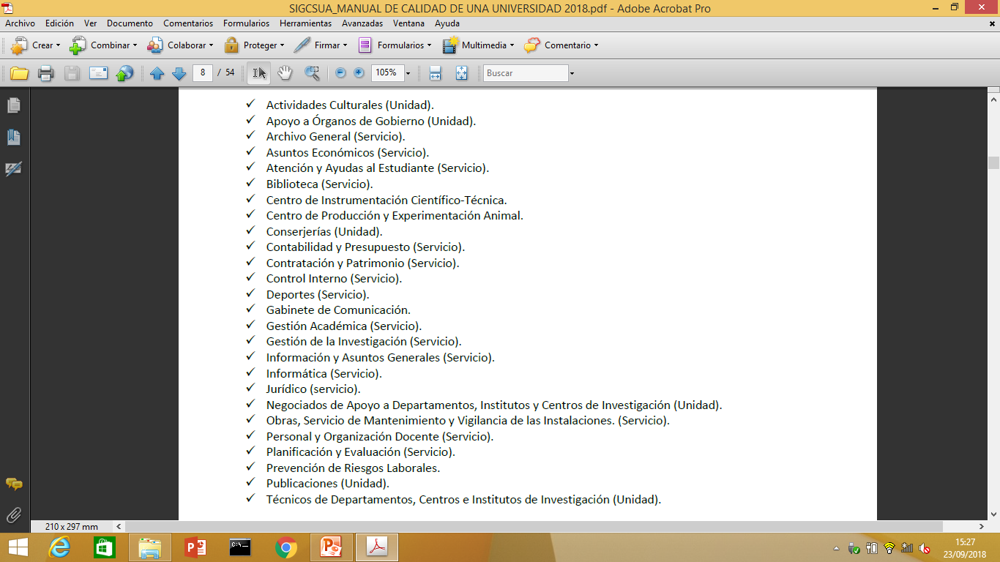 SIGCSUA_MANUAL DE CALIDAD DE UNA UNIVERSIDAD 2018.pdf - Adobe Acrobat Pro
Archivo Edición Ver Documento Comentarios Formularios Herramientas Avanzadas Ventana Ayuda
Crear Combinar Colaborar Proteger Firmar Formularios Multimedia Comentario
8 / 54 105% Buscar
Actividades Culturales (Unidad).
Apoyo a Órganos de Gobierno (Unidad).
Archivo General (Servicio).
Asuntos Económicos (Servicio).
Atención y Ayudas al Estudiante (Servicio).
Biblioteca (Servicio).
Centro de Instrumentación Científico-Técnica.
Centro de Producción y Experimentación Animal.
Conserjerías (Unidad).
Contabilidad y Presupuesto (Servicio).
Contratación y Patrimonio (Servicio).
Control Interno (Servicio).
Deportes (Servicio).
Gabinete de Comunicación.
Gestión Académica (Servicio).
Gestión de la Investigación (Servicio).
Información y Asuntos Generales (Servicio).
Informática (Servicio).
Jurídico (servicio).
Negociados de Apoyo a Departamentos, Institutos y Centros de Investigación (Unidad).
Obras, Servicio de Mantenimiento y Vigilancia de las Instalaciones. (Servicio).
Personal y Organización Docente (Servicio).
Planificación y Evaluación (Servicio).
Prevención de Riesgos Laborales.
Publicaciones (Unidad).
Técnicos de Departamentos, Centros e Institutos de Investigación (Unidad).
210 x 297 mm
15:27
23/09/2018